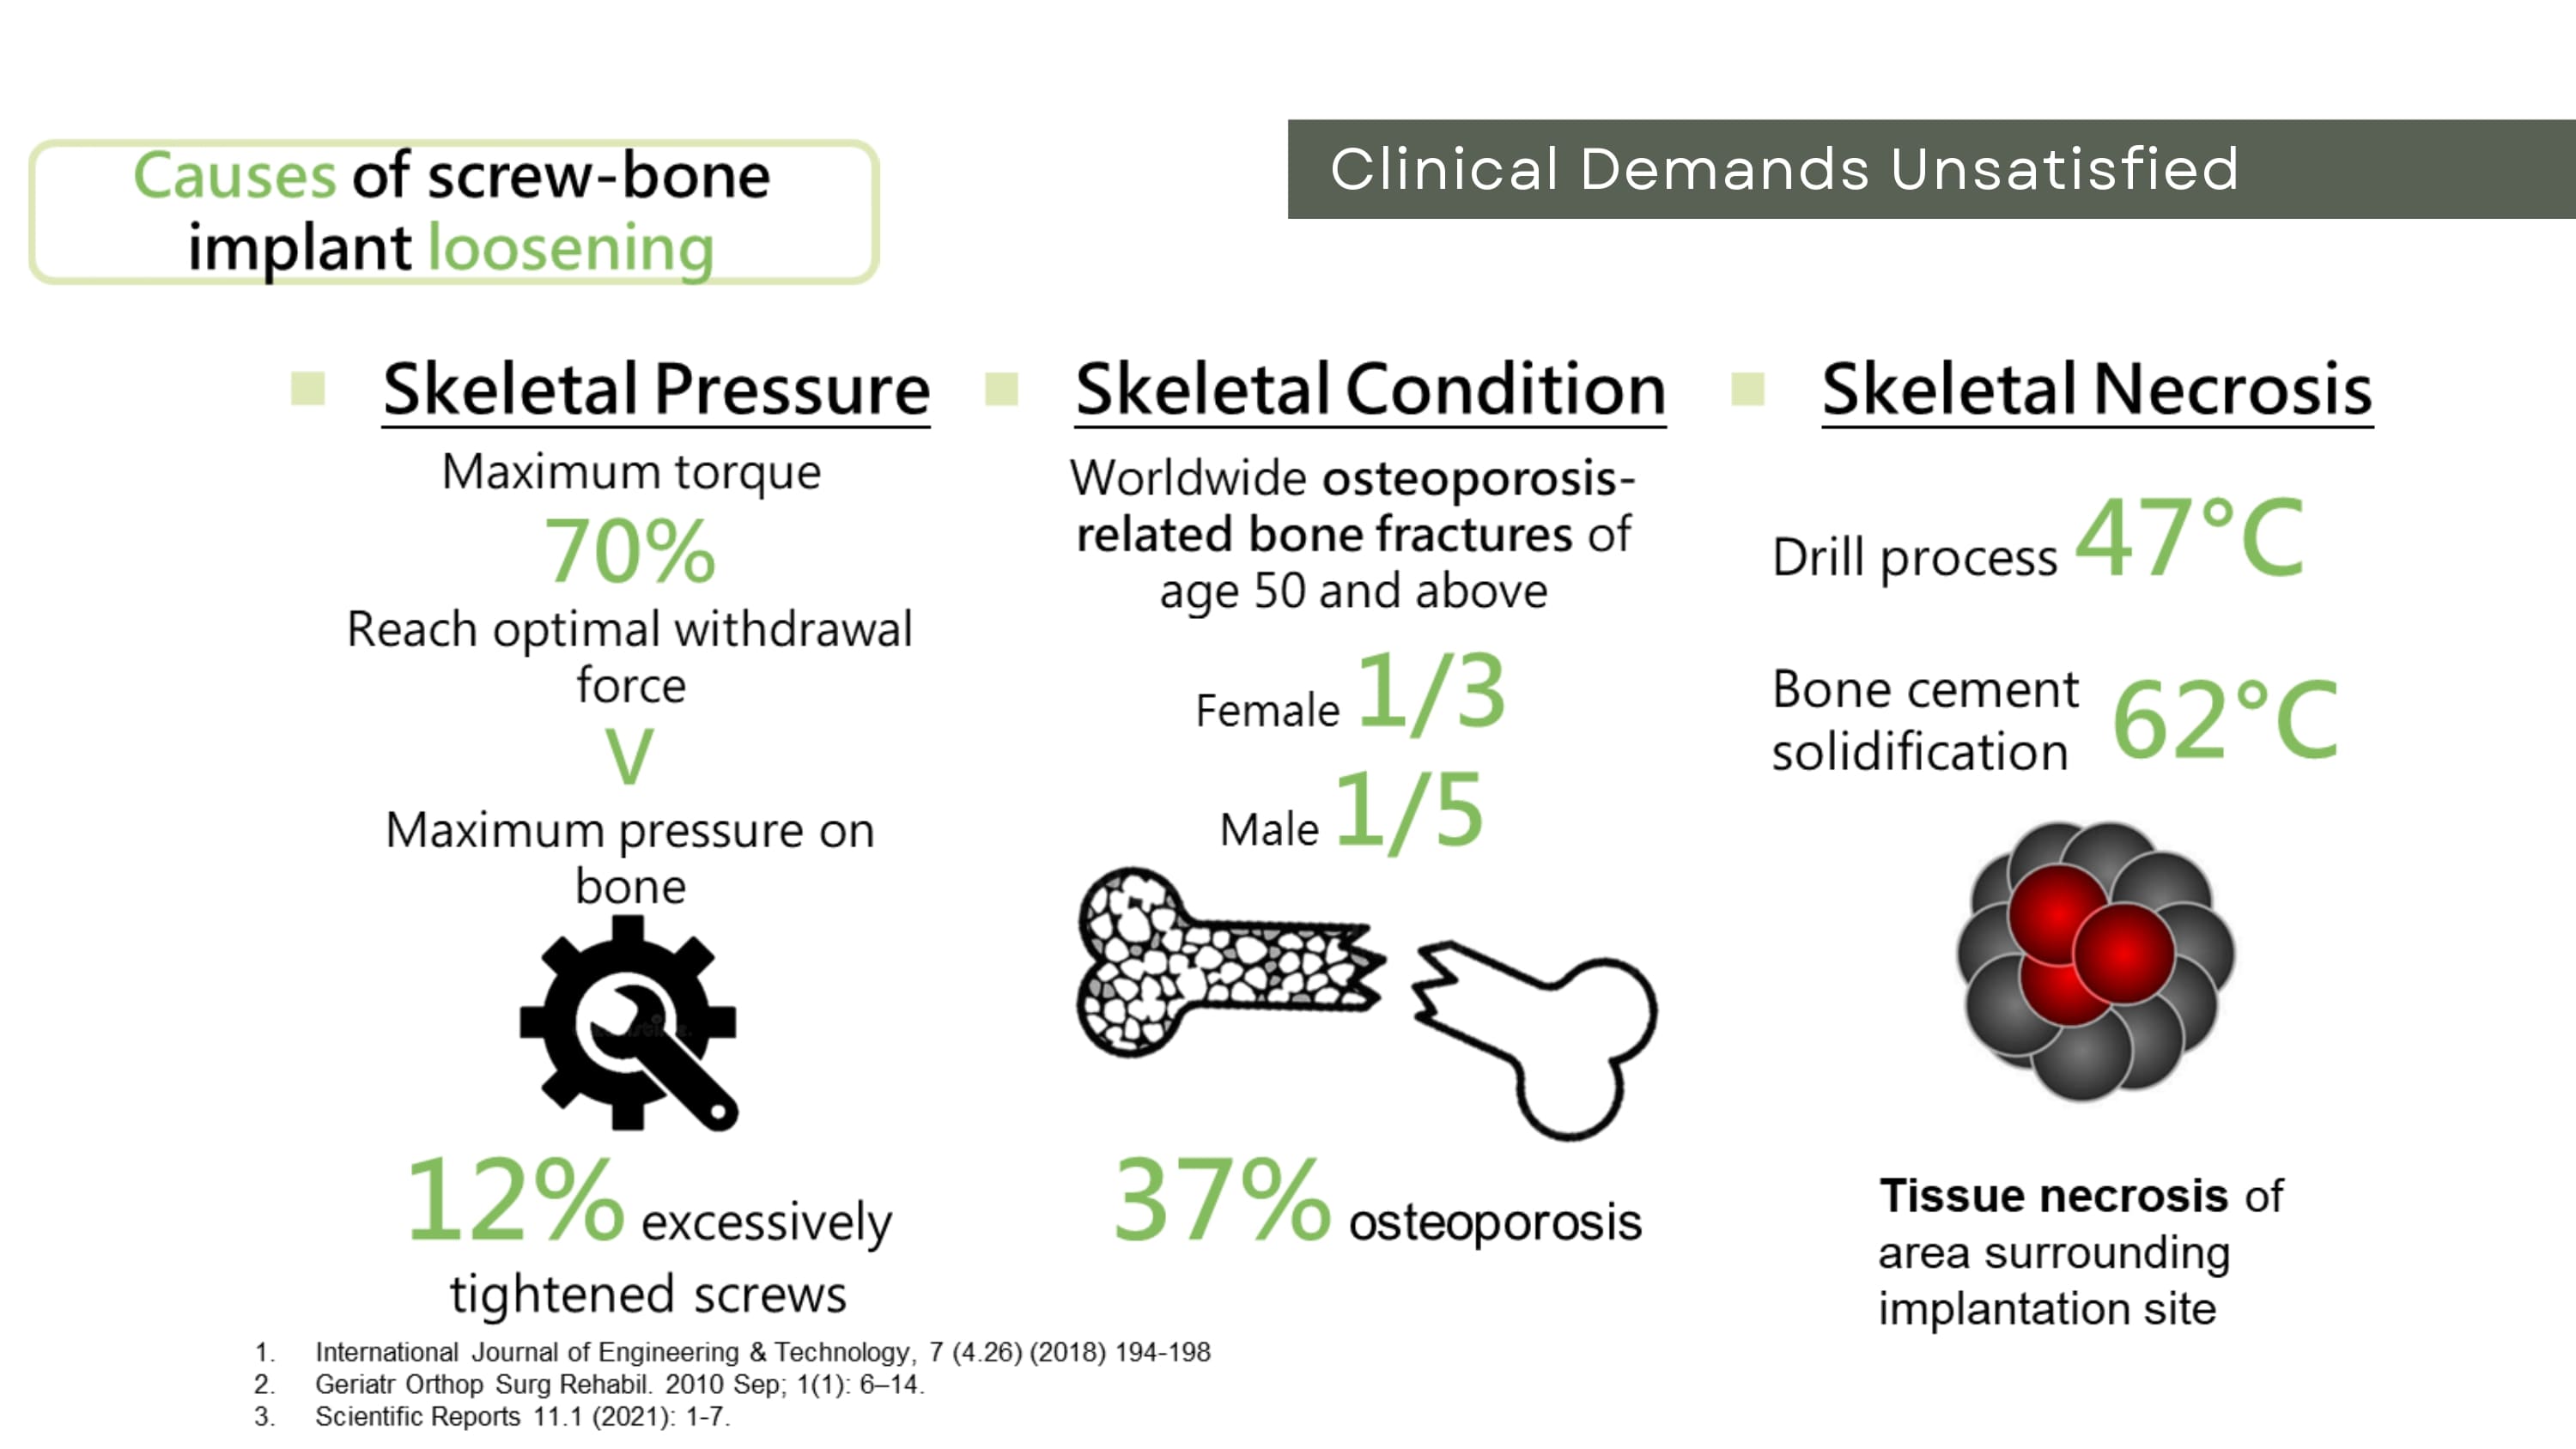 Causes of screw-bone
implant loosening
Clinical Demands Unsatisfied
Skeletal Pressure
Maximum torque
70%
Reach optimal withdrawal
force
V
Maximum pressure on
bone
12% excessively
tightened screws
Skeletal Condition
Worldwide osteoporosis-
related bone fractures of
age 50 and above
Female 1/3
Male 1/5
37% osteoporosis
Skeletal Necrosis
Drill process 47°C
Bone cement
solidification 62°C
Tissue necrosis of
area surrounding
implantation site
1. International Journal of Engineering & Technology, 7 (4.26) (2018) 194-198
2. Geriatr Orthop Surg Rehabil. 2010 Sep; 1(1): 6–14.
3. Scientific Reports 11.1 (2021): 1-7.